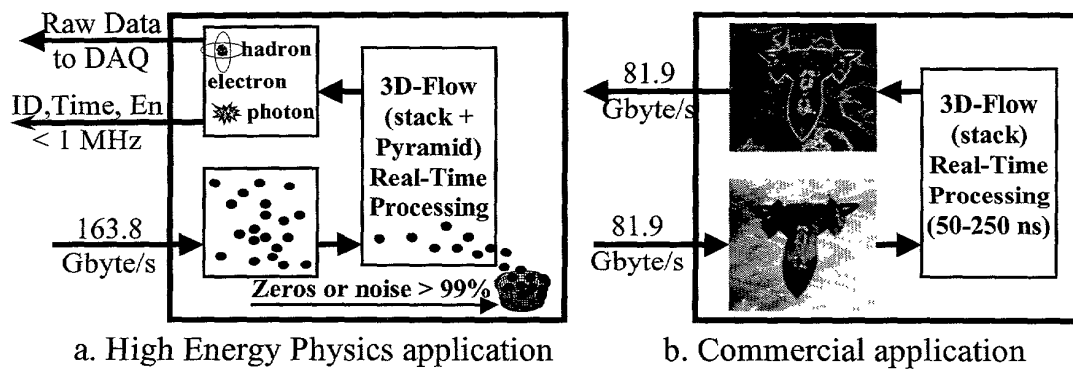 Raw Data
to DAQ
ID,Time, En
< 1 MHz
163.8
Gbyte/s
hadron
electron
photon
3D-Flow
(stack +
Pyramid)
Real-Time
Processing
Zeros or noise > 99%
a. High Energy Physics application
81.9
Gbyte/s
81.9
Gbyte/s
3D-Flow
(stack)
Real-Time
Processing
(50-250 ns)
b. Commercial application